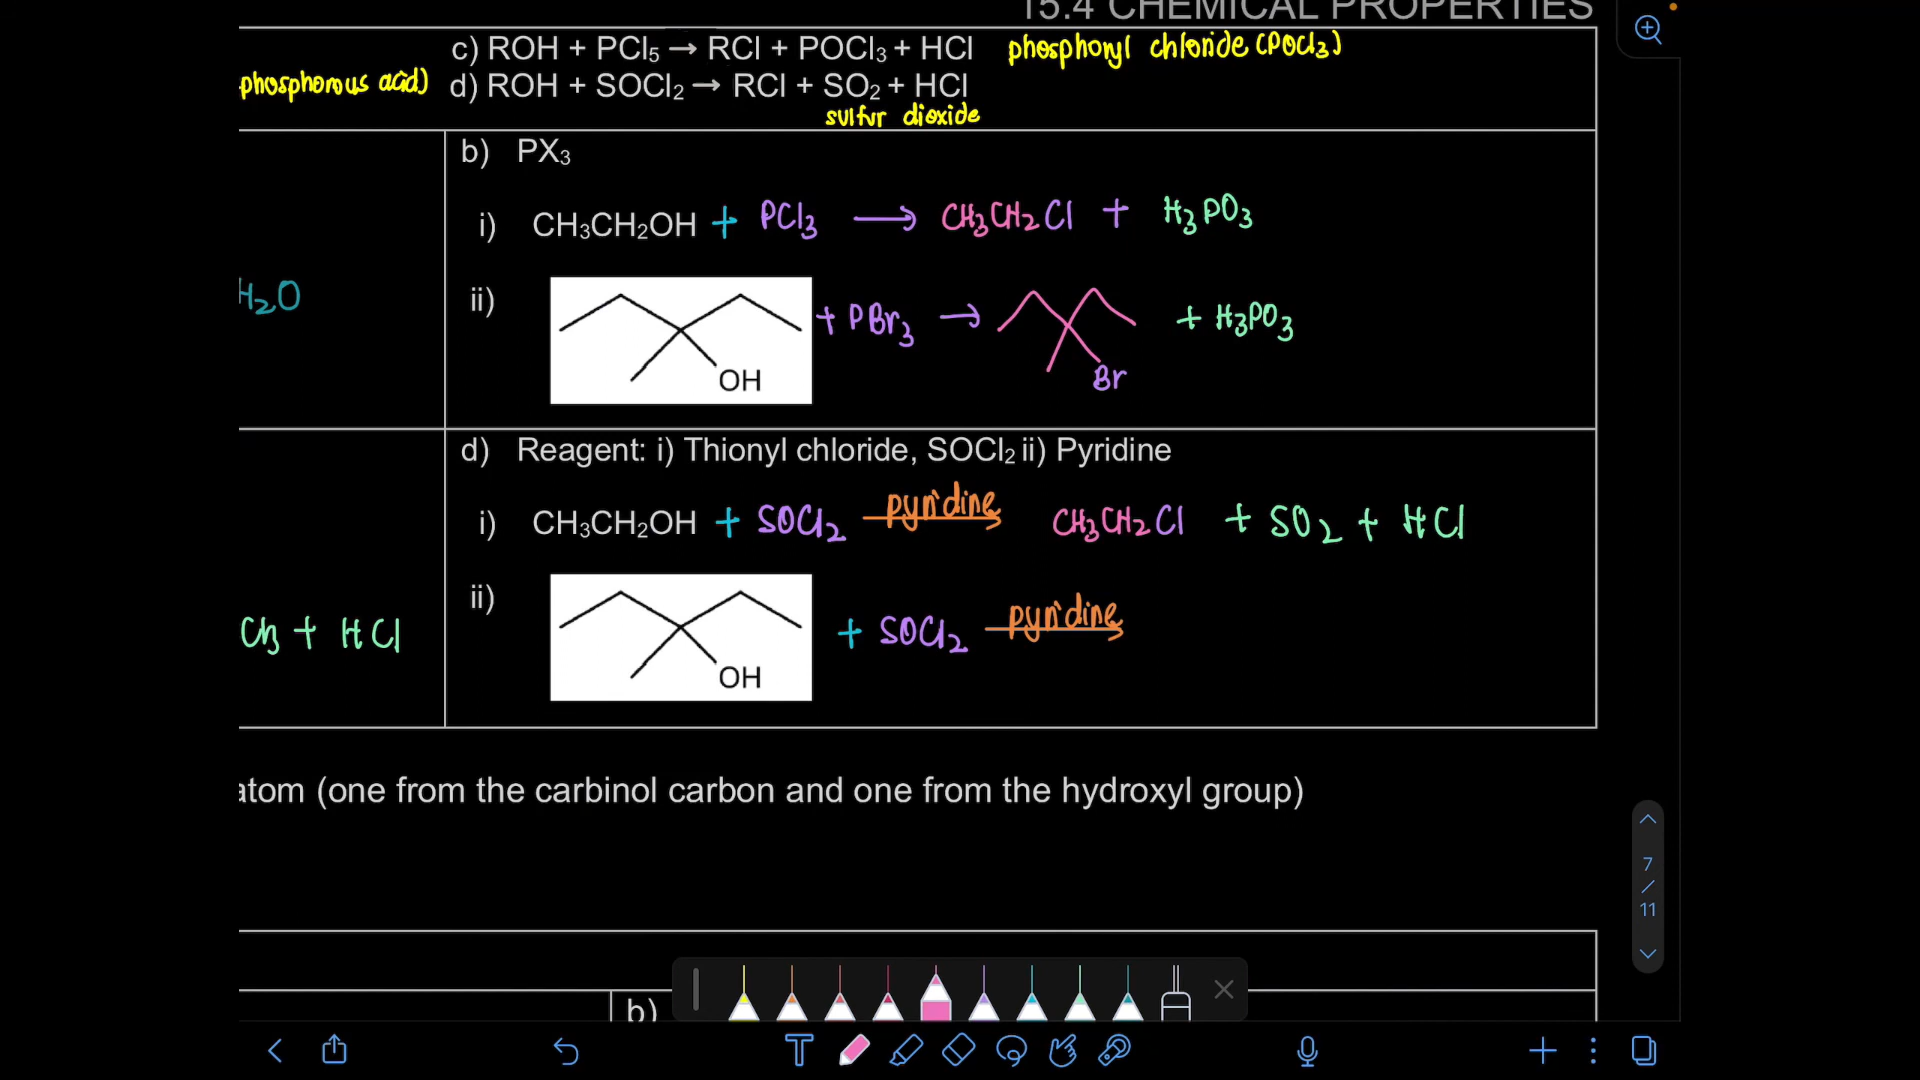 15.4 CHEMICAL PROPERTIES
c) ROH + PCl₅ → RCl + POCl₃ + HCl phosphoryl chloride (POCl₃)
phosphorous acid) d) ROH + SOCl₂ → RCl + SO₂ + HCl
sulfur dioxide
b) PX₃
i) CH₃CH₂OH + PCl₃ → CH₃CH₂Cl + H₃PO₃
H₂O
ii) OH + PBr₃ → Br + H₃PO₃
d) Reagent: i) Thionyl chloride, SOCl₂ ii) Pyridine
i) CH₃CH₂OH + SOCl₂ pyridine → CH₃CH₂Cl + SO₂ + HCl
Cl₃ + HCl
ii) OH + SOCl₂ pyridine →
atom (one from the carbinol carbon and one from the hydroxyl group)
7
/
11
b)
T